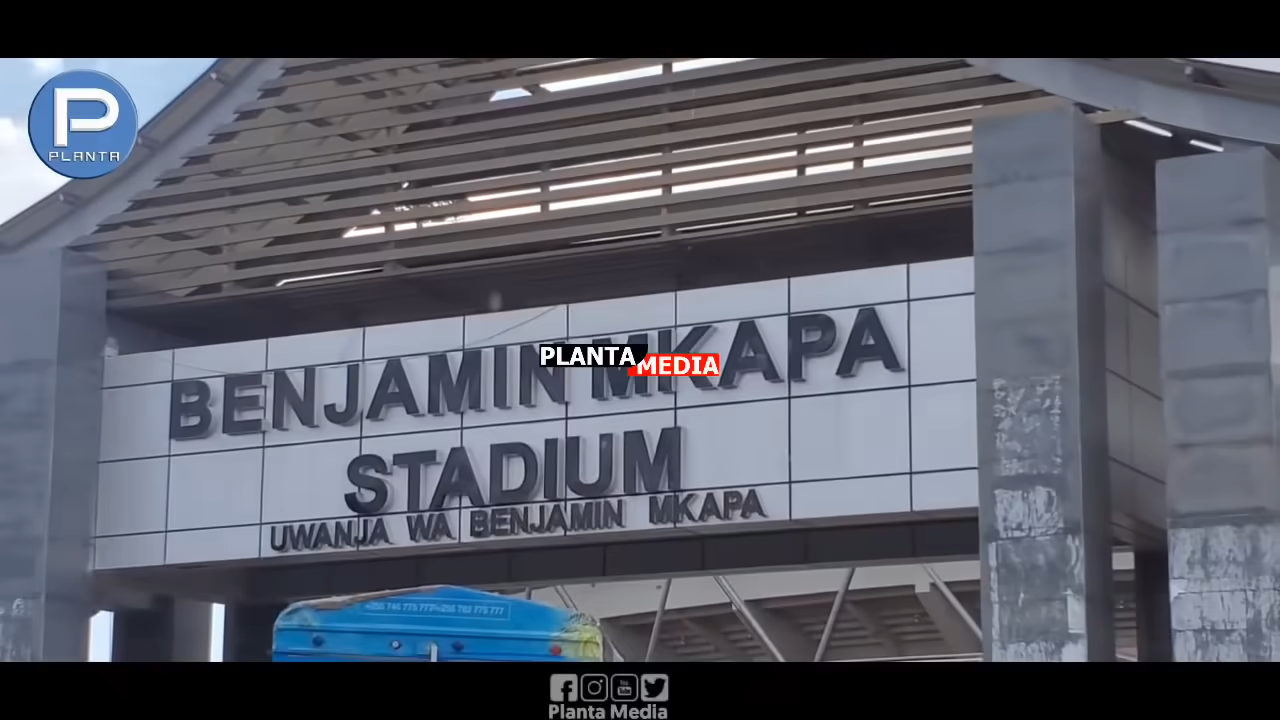 P
PLANTA
BENJAMIN MKAPA
PLANTA
MEDIA
STADIUM
UWANJA WA BENJAMIN MKAPA
Planta Media